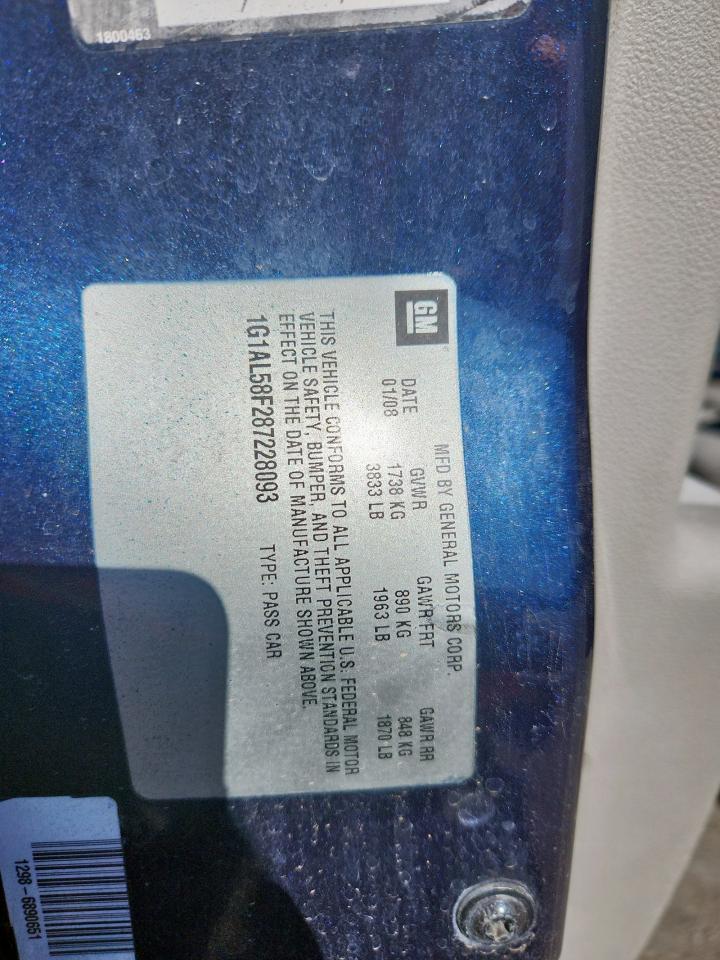 1800463
GM
MFD BY GENERAL MOTORS CORP.
DATE GVWR GAWR FRT GAWR RR
01/08 1738 KG 890 KG 848 KG
3833 LB 1963 LB 1870 LB
THIS VEHICLE CONFORMS TO ALL APPLICABLE U.S. FEDERAL MOTOR
VEHICLE SAFETY, BUMPER, AND THEFT PREVENTION STANDARDS IN
EFFECT ON THE DATE OF MANUFACTURE SHOWN ABOVE.
1G1AL58F287228093 TYPE: PASS CAR
1298-6890651